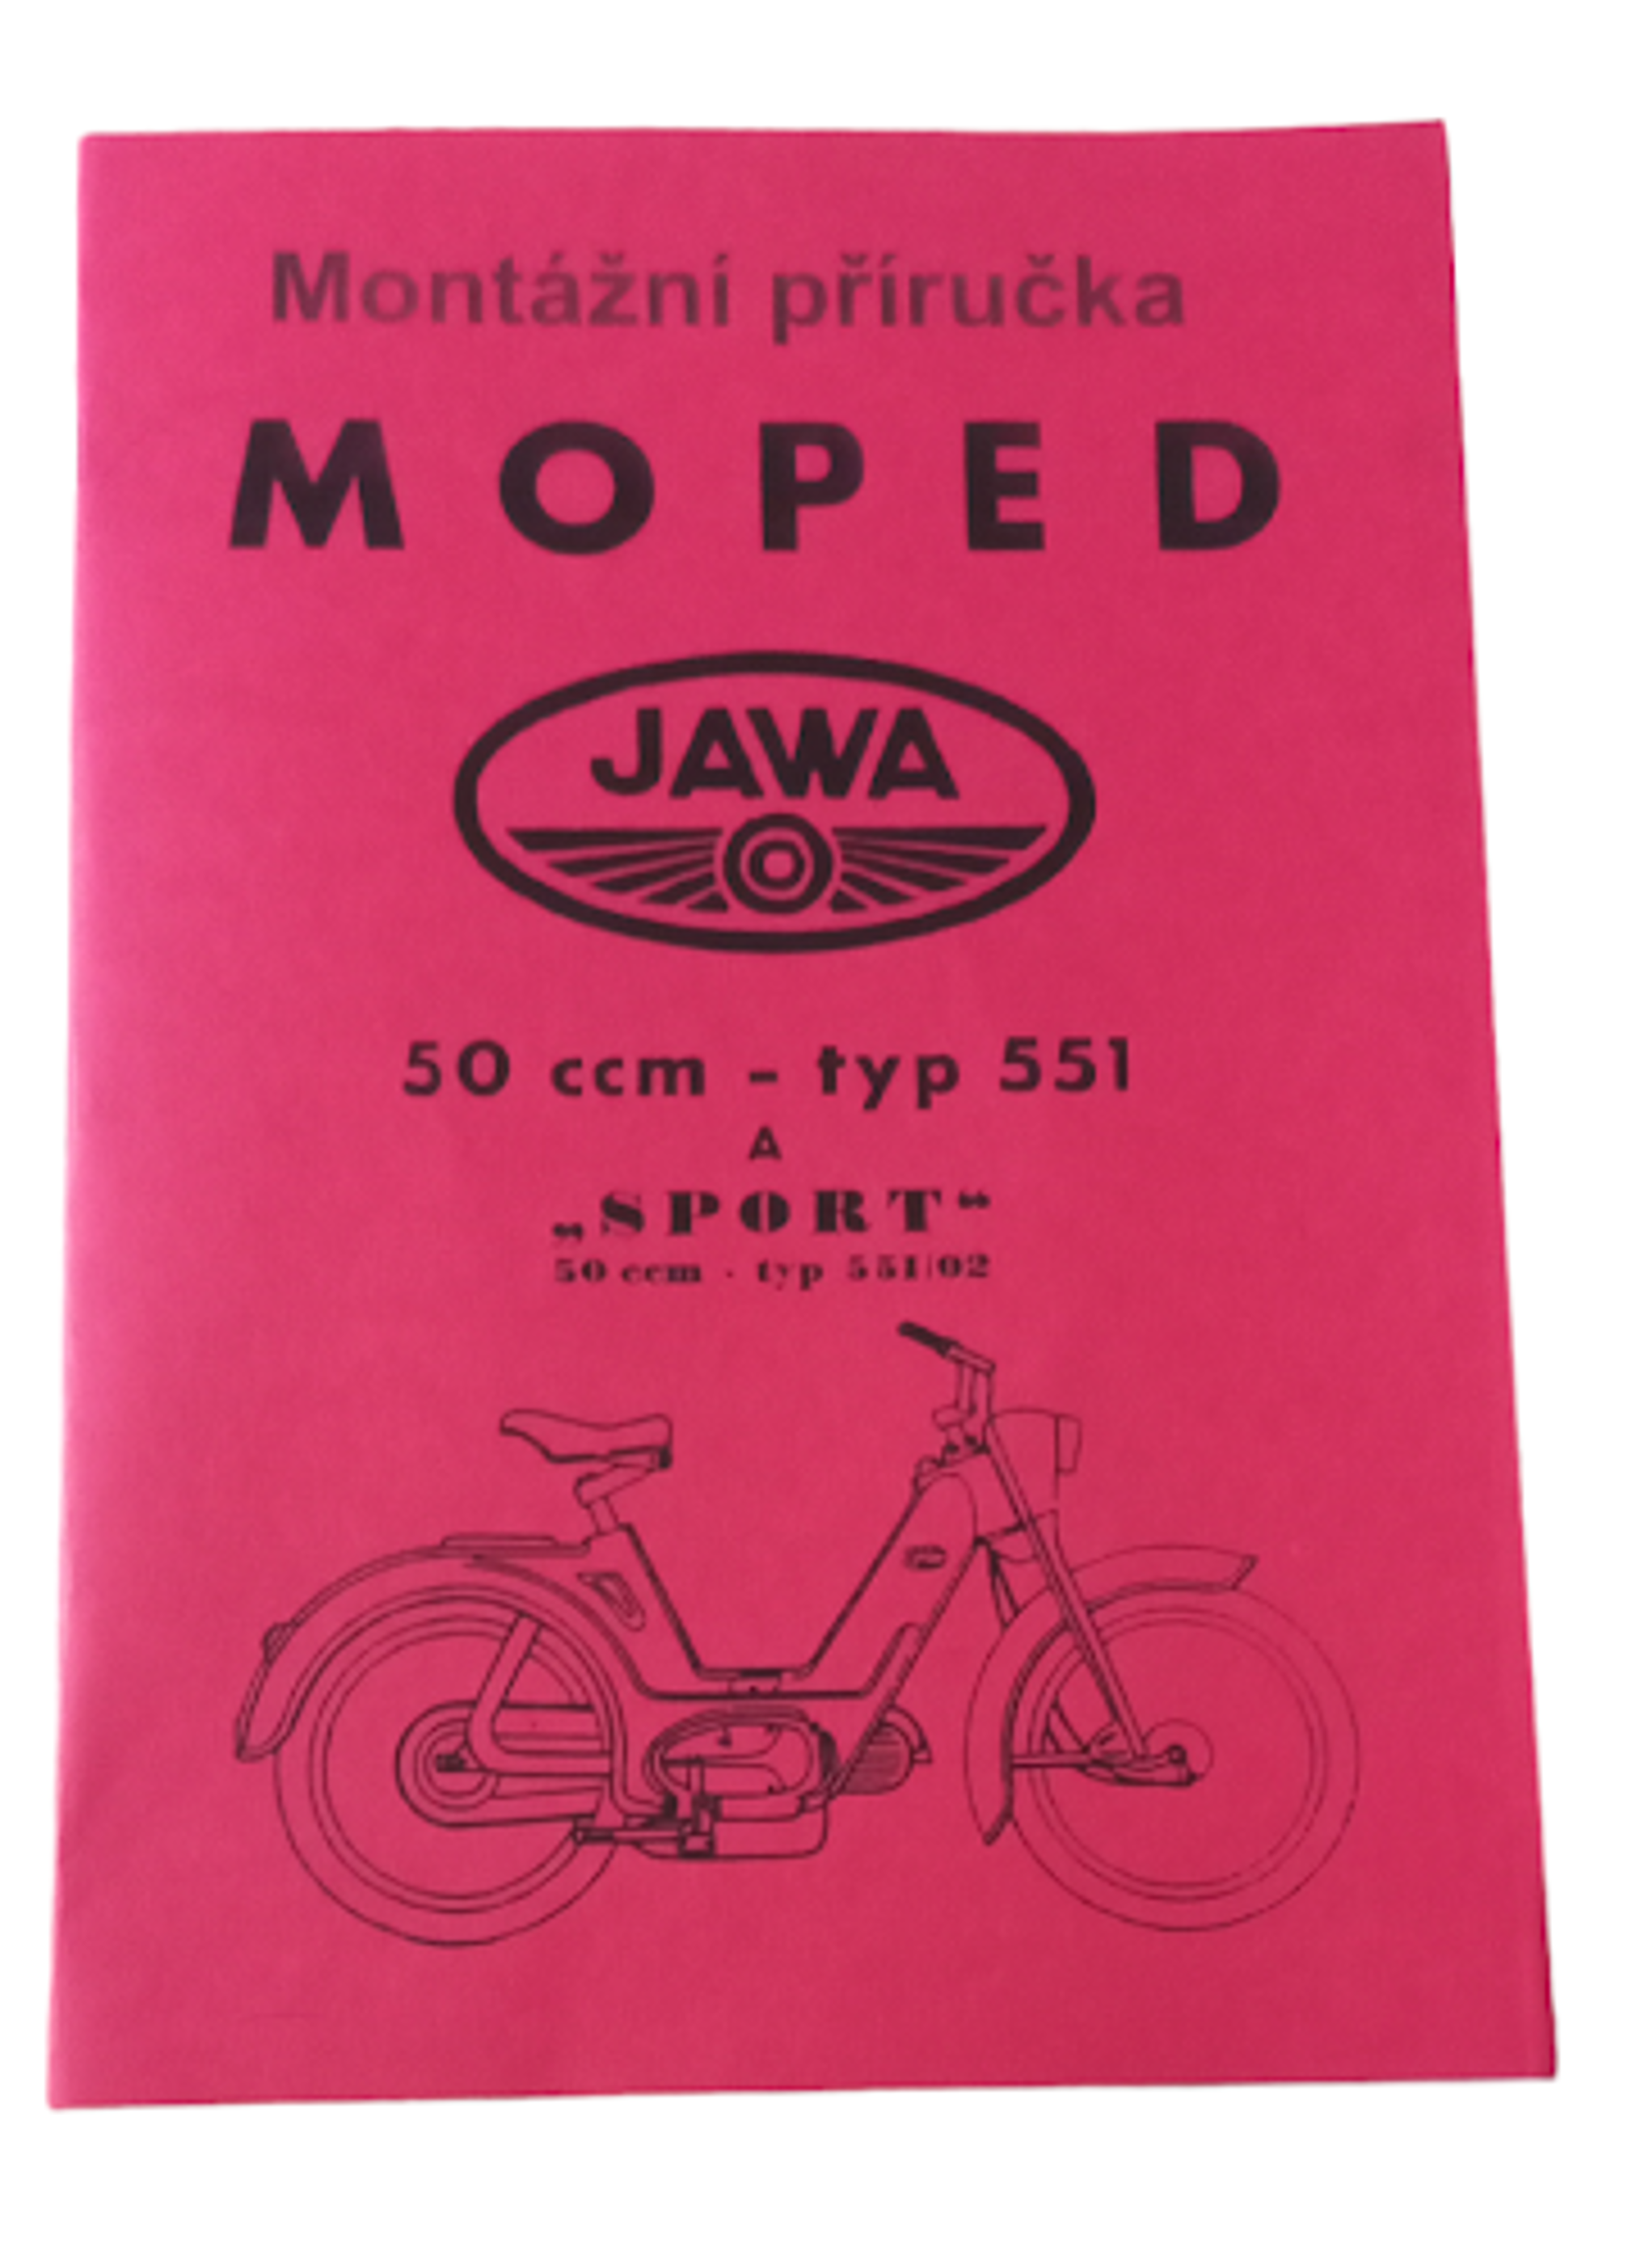 Montážní příručka
MOPED
JAWA
50 ccm - typ 551
A
„SPORT“
50 ccm - typ 551/02